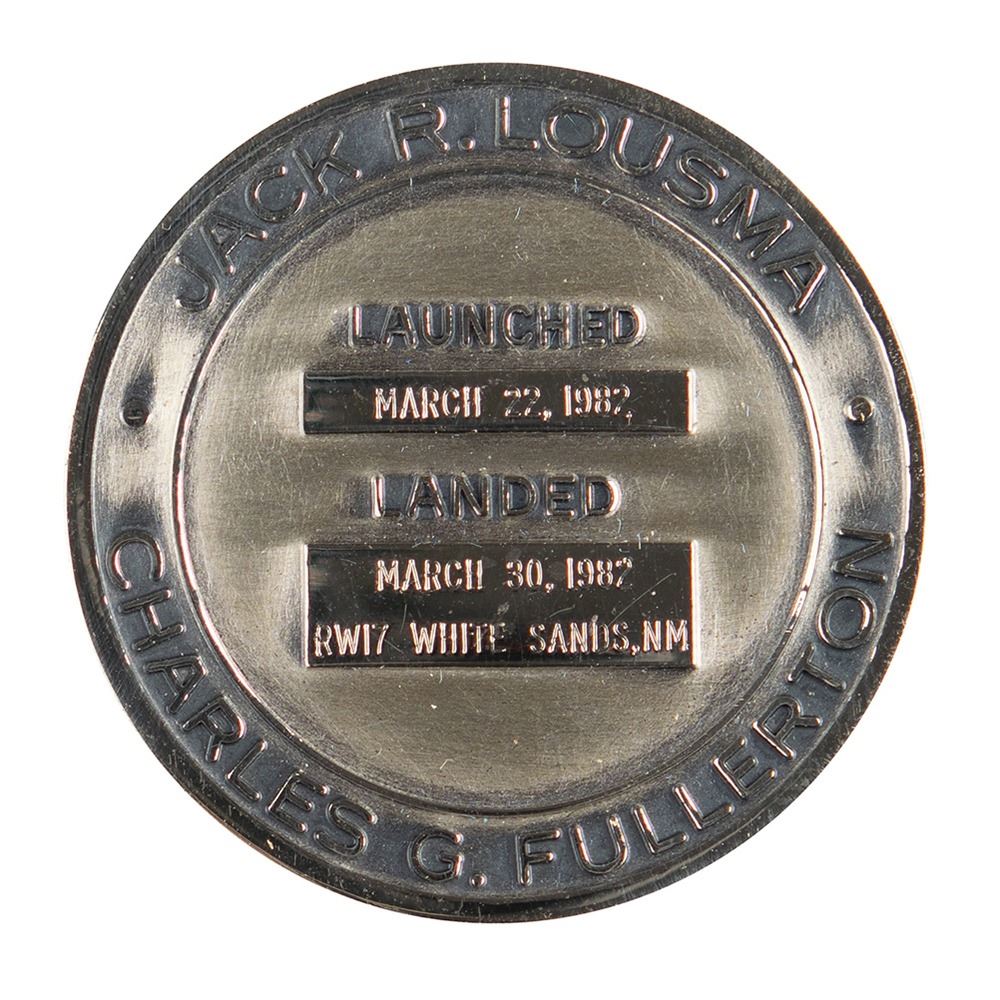 JACK R. LOUSMA
LAUNCHED
MARCH 22, 1982
LANDED
MARCH 30, 1982
RW17 WHITE SANDS, NM
CHARLES G. FULLERTON